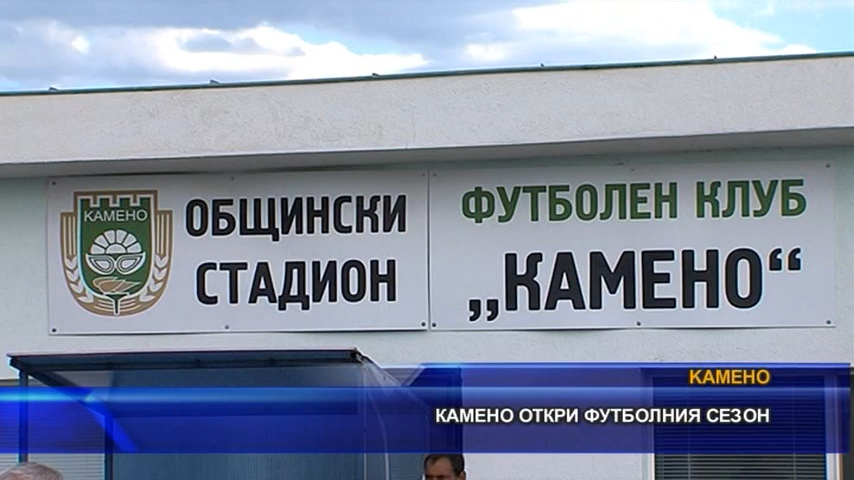 КАМЕНО
ОБЩИНСКИ
СТАДИОН
ФУТБОЛЕН КЛУБ
„КАМЕНО“
КАМЕНО
КАМЕНО ОТКРИ ФУТБОЛНИЯ СЕЗОН